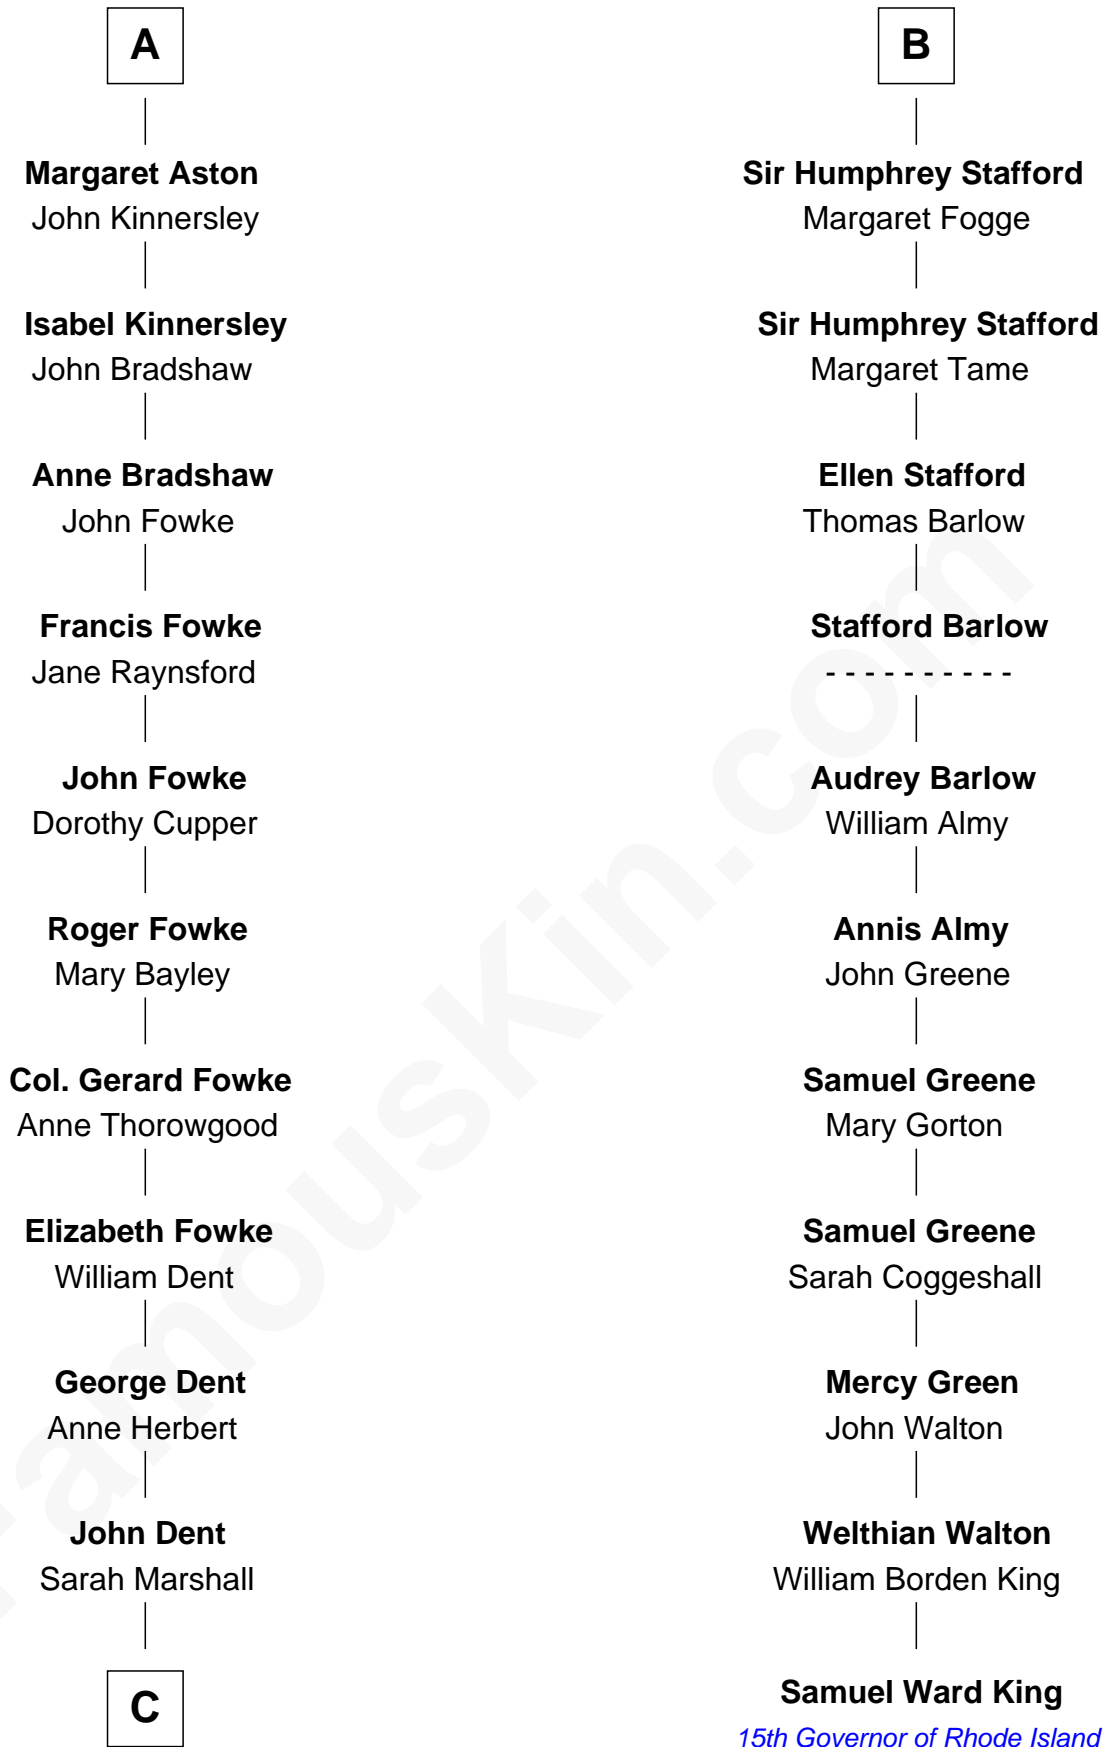 A
Margaret Aston
John Kinnersley
Isabel Kinnersley
John Bradshaw
Anne Bradshaw
John Fowke
Francis Fowke
Jane Raynsford
John Fowke
Dorothy Cupper
Roger Fowke
Mary Bayley
Col. Gerard Fowke
Anne Thorowgood
Elizabeth Fowke
William Dent
George Dent
Anne Herbert
John Dent
Sarah Marshall
C
B
Sir Humphrey Stafford
Margaret Fogge
Sir Humphrey Stafford
Margaret Tame
Ellen Stafford
Thomas Barlow
Stafford Barlow
- - - - - - - - - -
Audrey Barlow
William Almy
Annis Almy
John Greene
Samuel Greene
Mary Gorton
Samuel Greene
Sarah Coggeshall
Mercy Green
John Walton
Welthian Walton
William Borden King
Samuel Ward King
15th Governor of Rhode Island
FamousKin.com